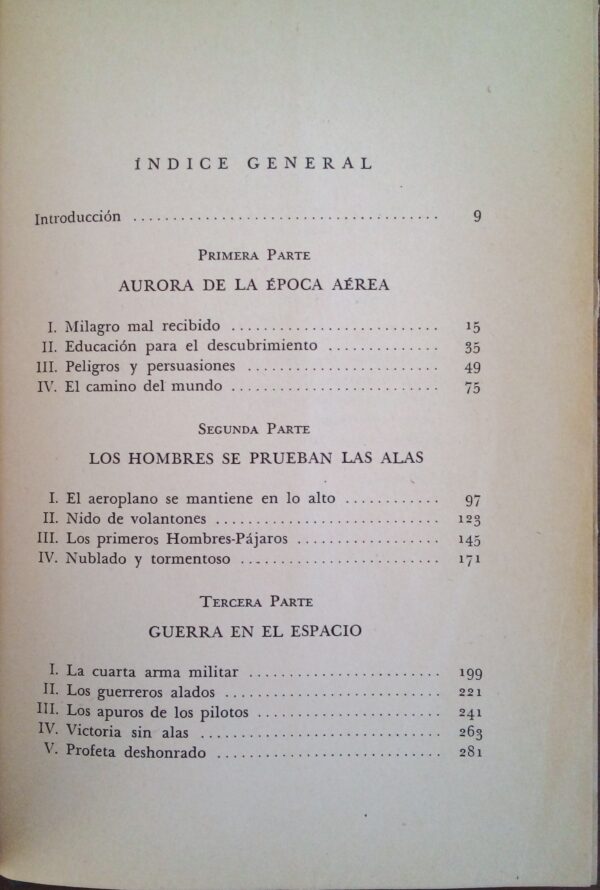 ÍNDICE GENERAL
Introducción ..................................... 9
PRIMERA PARTE
AURORA DE LA ÉPOCA AÉREA
I. Milagro mal recibido ......................... 15
II. Educación para el descubrimiento ............. 35
III. Peligros y persuasiones ....................... 49
IV. El camino del mundo ......................... 75
SEGUNDA PARTE
LOS HOMBRES SE PRUEBAN LAS ALAS
I. El aeroplano se mantiene en lo alto ............ 97
II. Nido de volantones ........................... 123
III. Los primeros Hombres-Pájaros ................. 145
IV. Nublado y tormentoso ........................ 171
TERCERA PARTE
GUERRA EN EL ESPACIO
I. La cuarta arma militar ....................... 199
II. Los guerreros alados .......................... 221
III. Los apuros de los pilotos ...................... 241
IV. Victoria sin alas ............................. 263
V. Profeta deshonrado ........................... 281